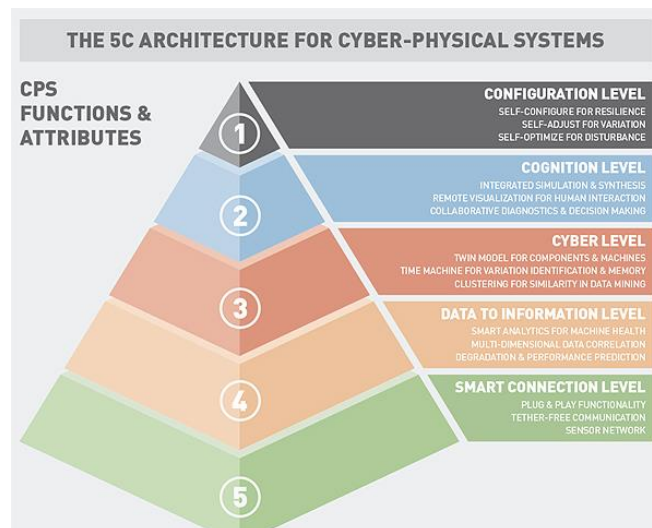 THE 5C ARCHITECTURE FOR CYBER-PHYSICAL SYSTEMS
CPS
FUNCTIONS &
ATTRIBUTES
1
CONFIGURATION LEVEL
SELF-CONFIGURE FOR RESILIENCE
SELF-ADJUST FOR VARIATION
SELF-OPTIMIZE FOR DISTURBANCE
2
COGNITION LEVEL
INTEGRATED SIMULATION & SYNTHESIS
REMOTE VISUALIZATION FOR HUMAN INTERACTION
COLLABORATIVE DIAGNOSTICS & DECISION MAKING
3
CYBER LEVEL
TWIN MODEL FOR COMPONENTS & MACHINES
TIME MACHINE FOR VARIATION IDENTIFICATION & MEMORY
CLUSTERING FOR SIMILARITY IN DATA MINING
4
DATA TO INFORMATION LEVEL
SMART ANALYTICS FOR MACHINE HEALTH
MULTI-DIMENSIONAL DATA CORRELATION
DEGRADATION & PERFORMANCE PREDICTION
5
SMART CONNECTION LEVEL
PLUG & PLAY FUNCTIONALITY
TETHER-FREE COMMUNICATION
SENSOR NETWORK